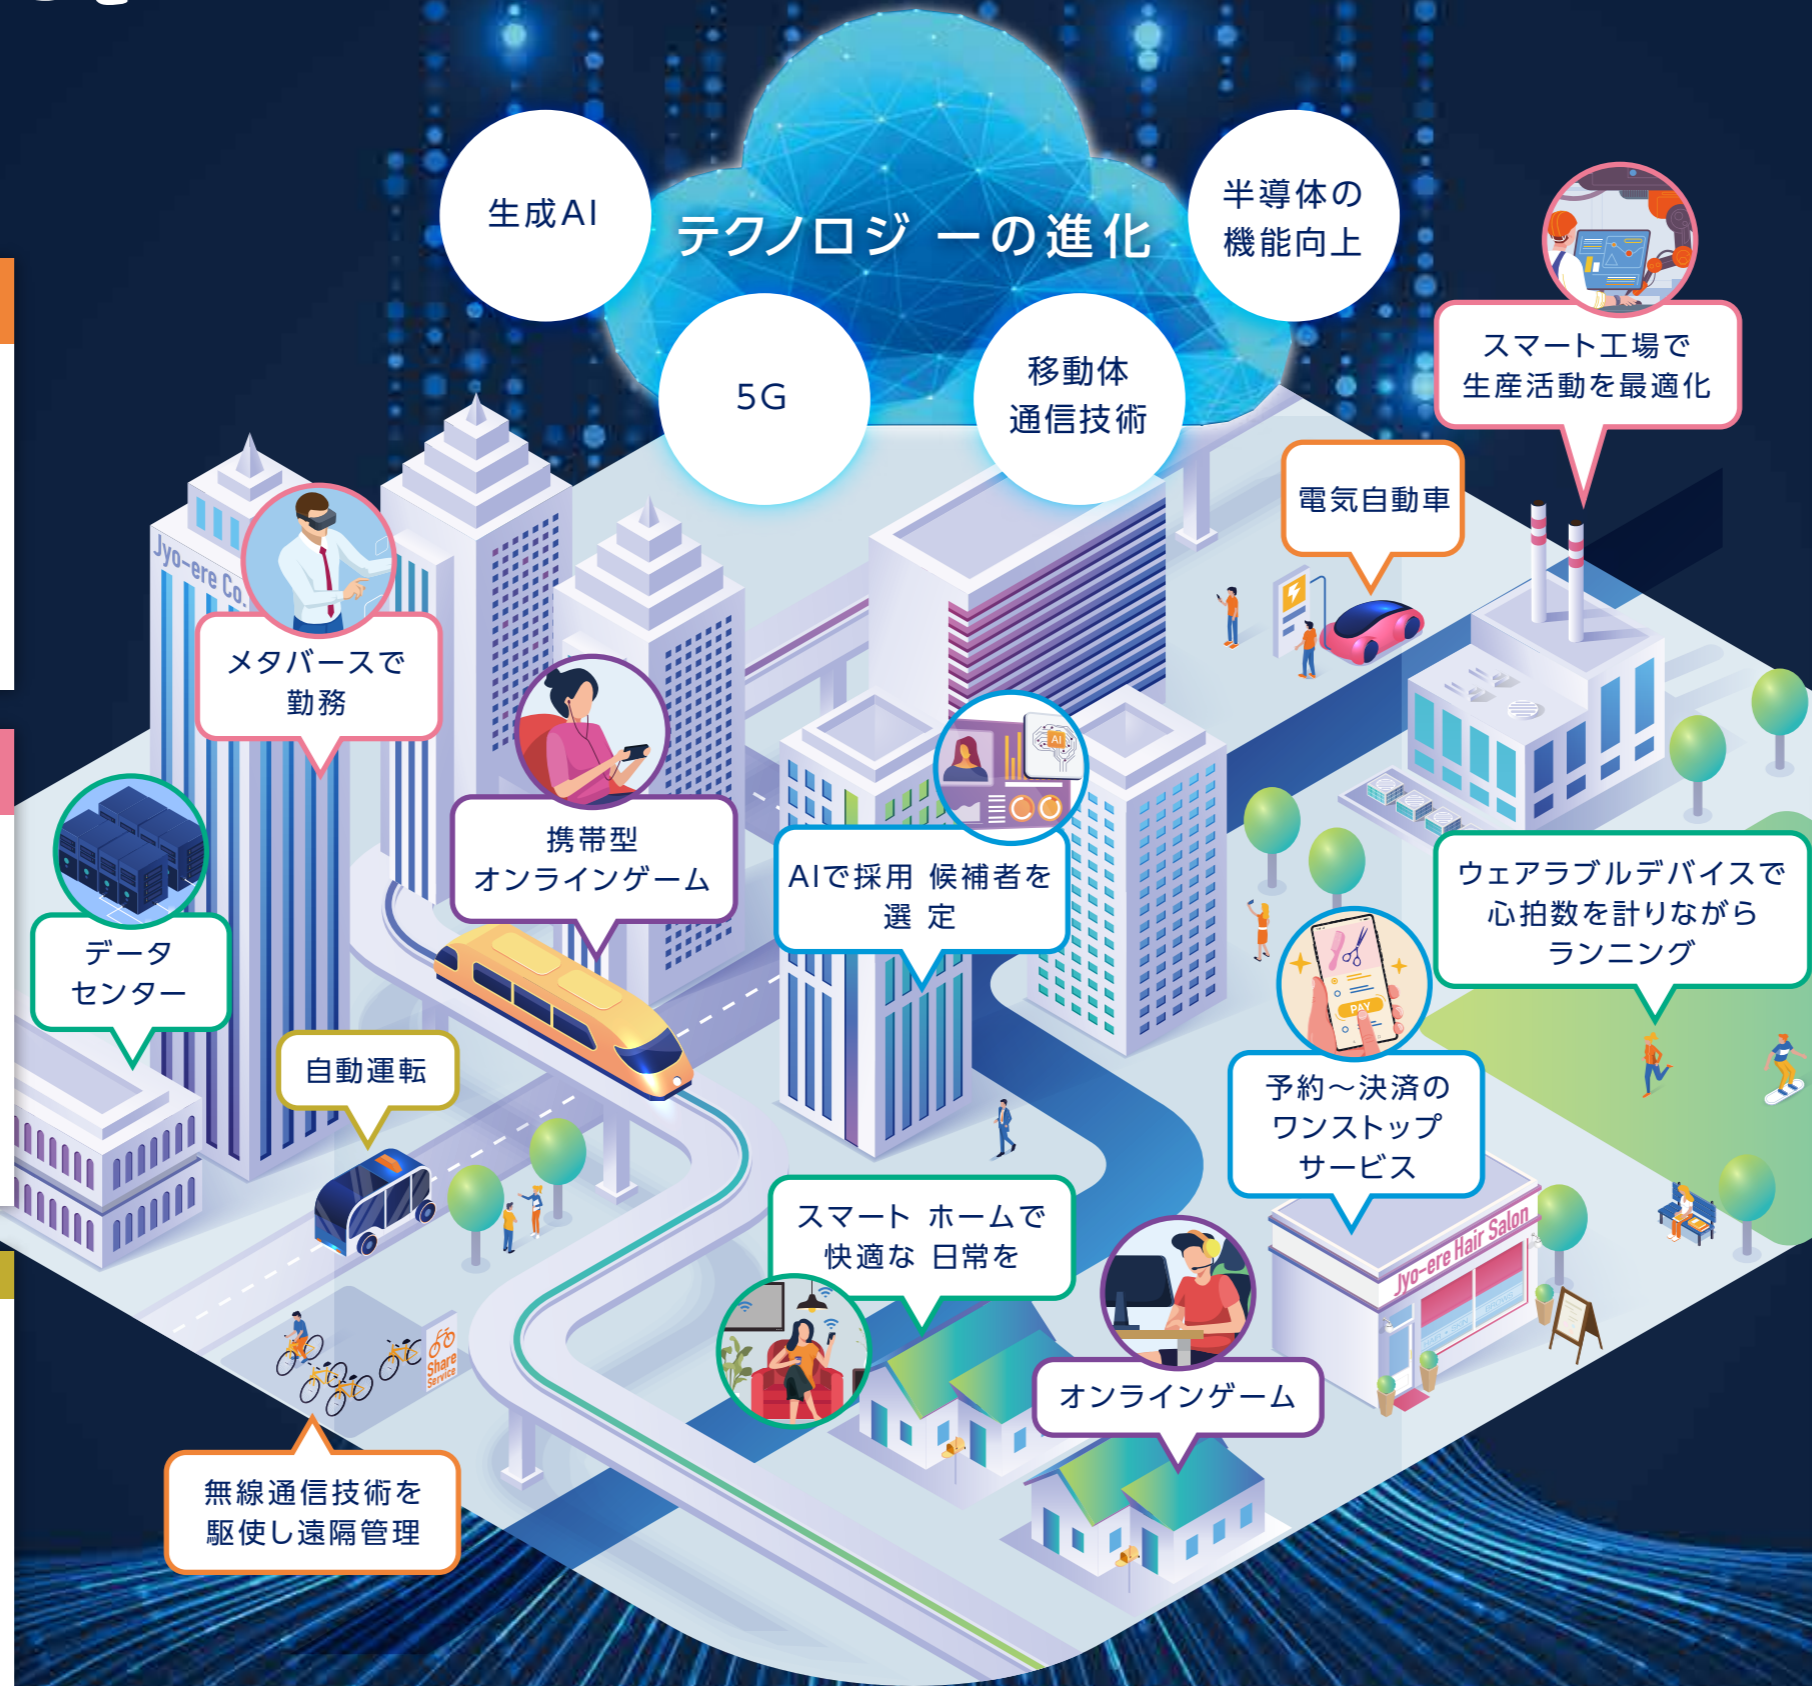 生成AI
テクノロジーの進化
半導体の
機能向上
5G
移動体
通信技術
スマート工場で
生産活動を最適化
電気自動車
Jyo-ere Co.
メタバースで
勤務
携帯型
オンラインゲーム
AI
AIで採用 候補者を
選 定
データ
センター
ウェアラブルデバイスで
心拍数を計りながら
ランニング
自動運転
PAY
予約〜決済の
ワンストップ
サービス
スマート ホームで
快適な 日常を
Jyo-ere Hair Salon
Share
Service
オンラインゲーム
無線通信技術を
駆使し遠隔管理